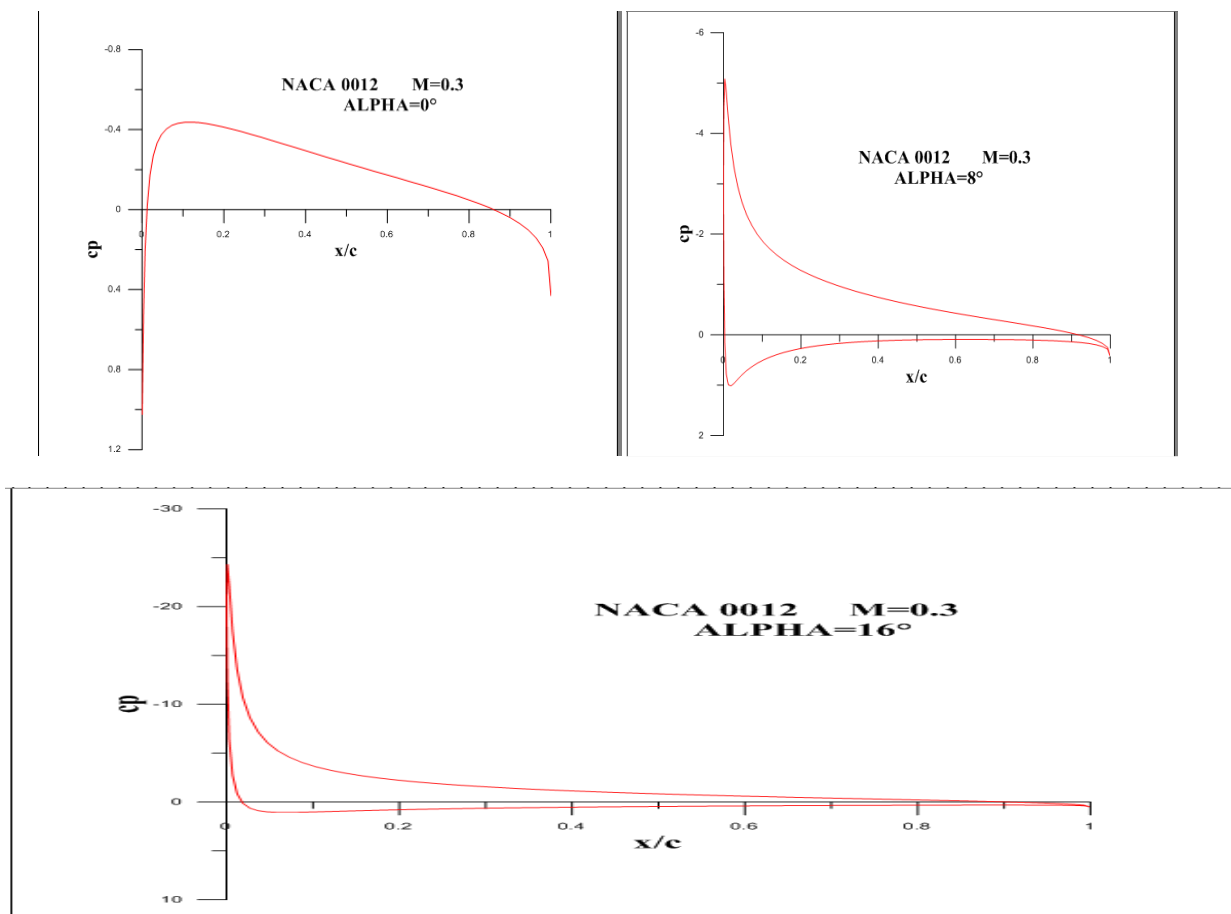 -0.8
NACA 0012 M=0.3
ALPHA=0°
-0.4
0
0.2 0.4 0.6 0.8 1
x/c
cp
0.4
0.8
1.2
-6
-4
NACA 0012 M=0.3
ALPHA=8°
-2
cp
0
0 0.2 0.4 0.6 0.8 1
x/c
2
-30
-20
NACA 0012 M=0.3
ALPHA=16°
-10
cp
0
0 0.2 0.4 0.6 0.8 1
x/c
10